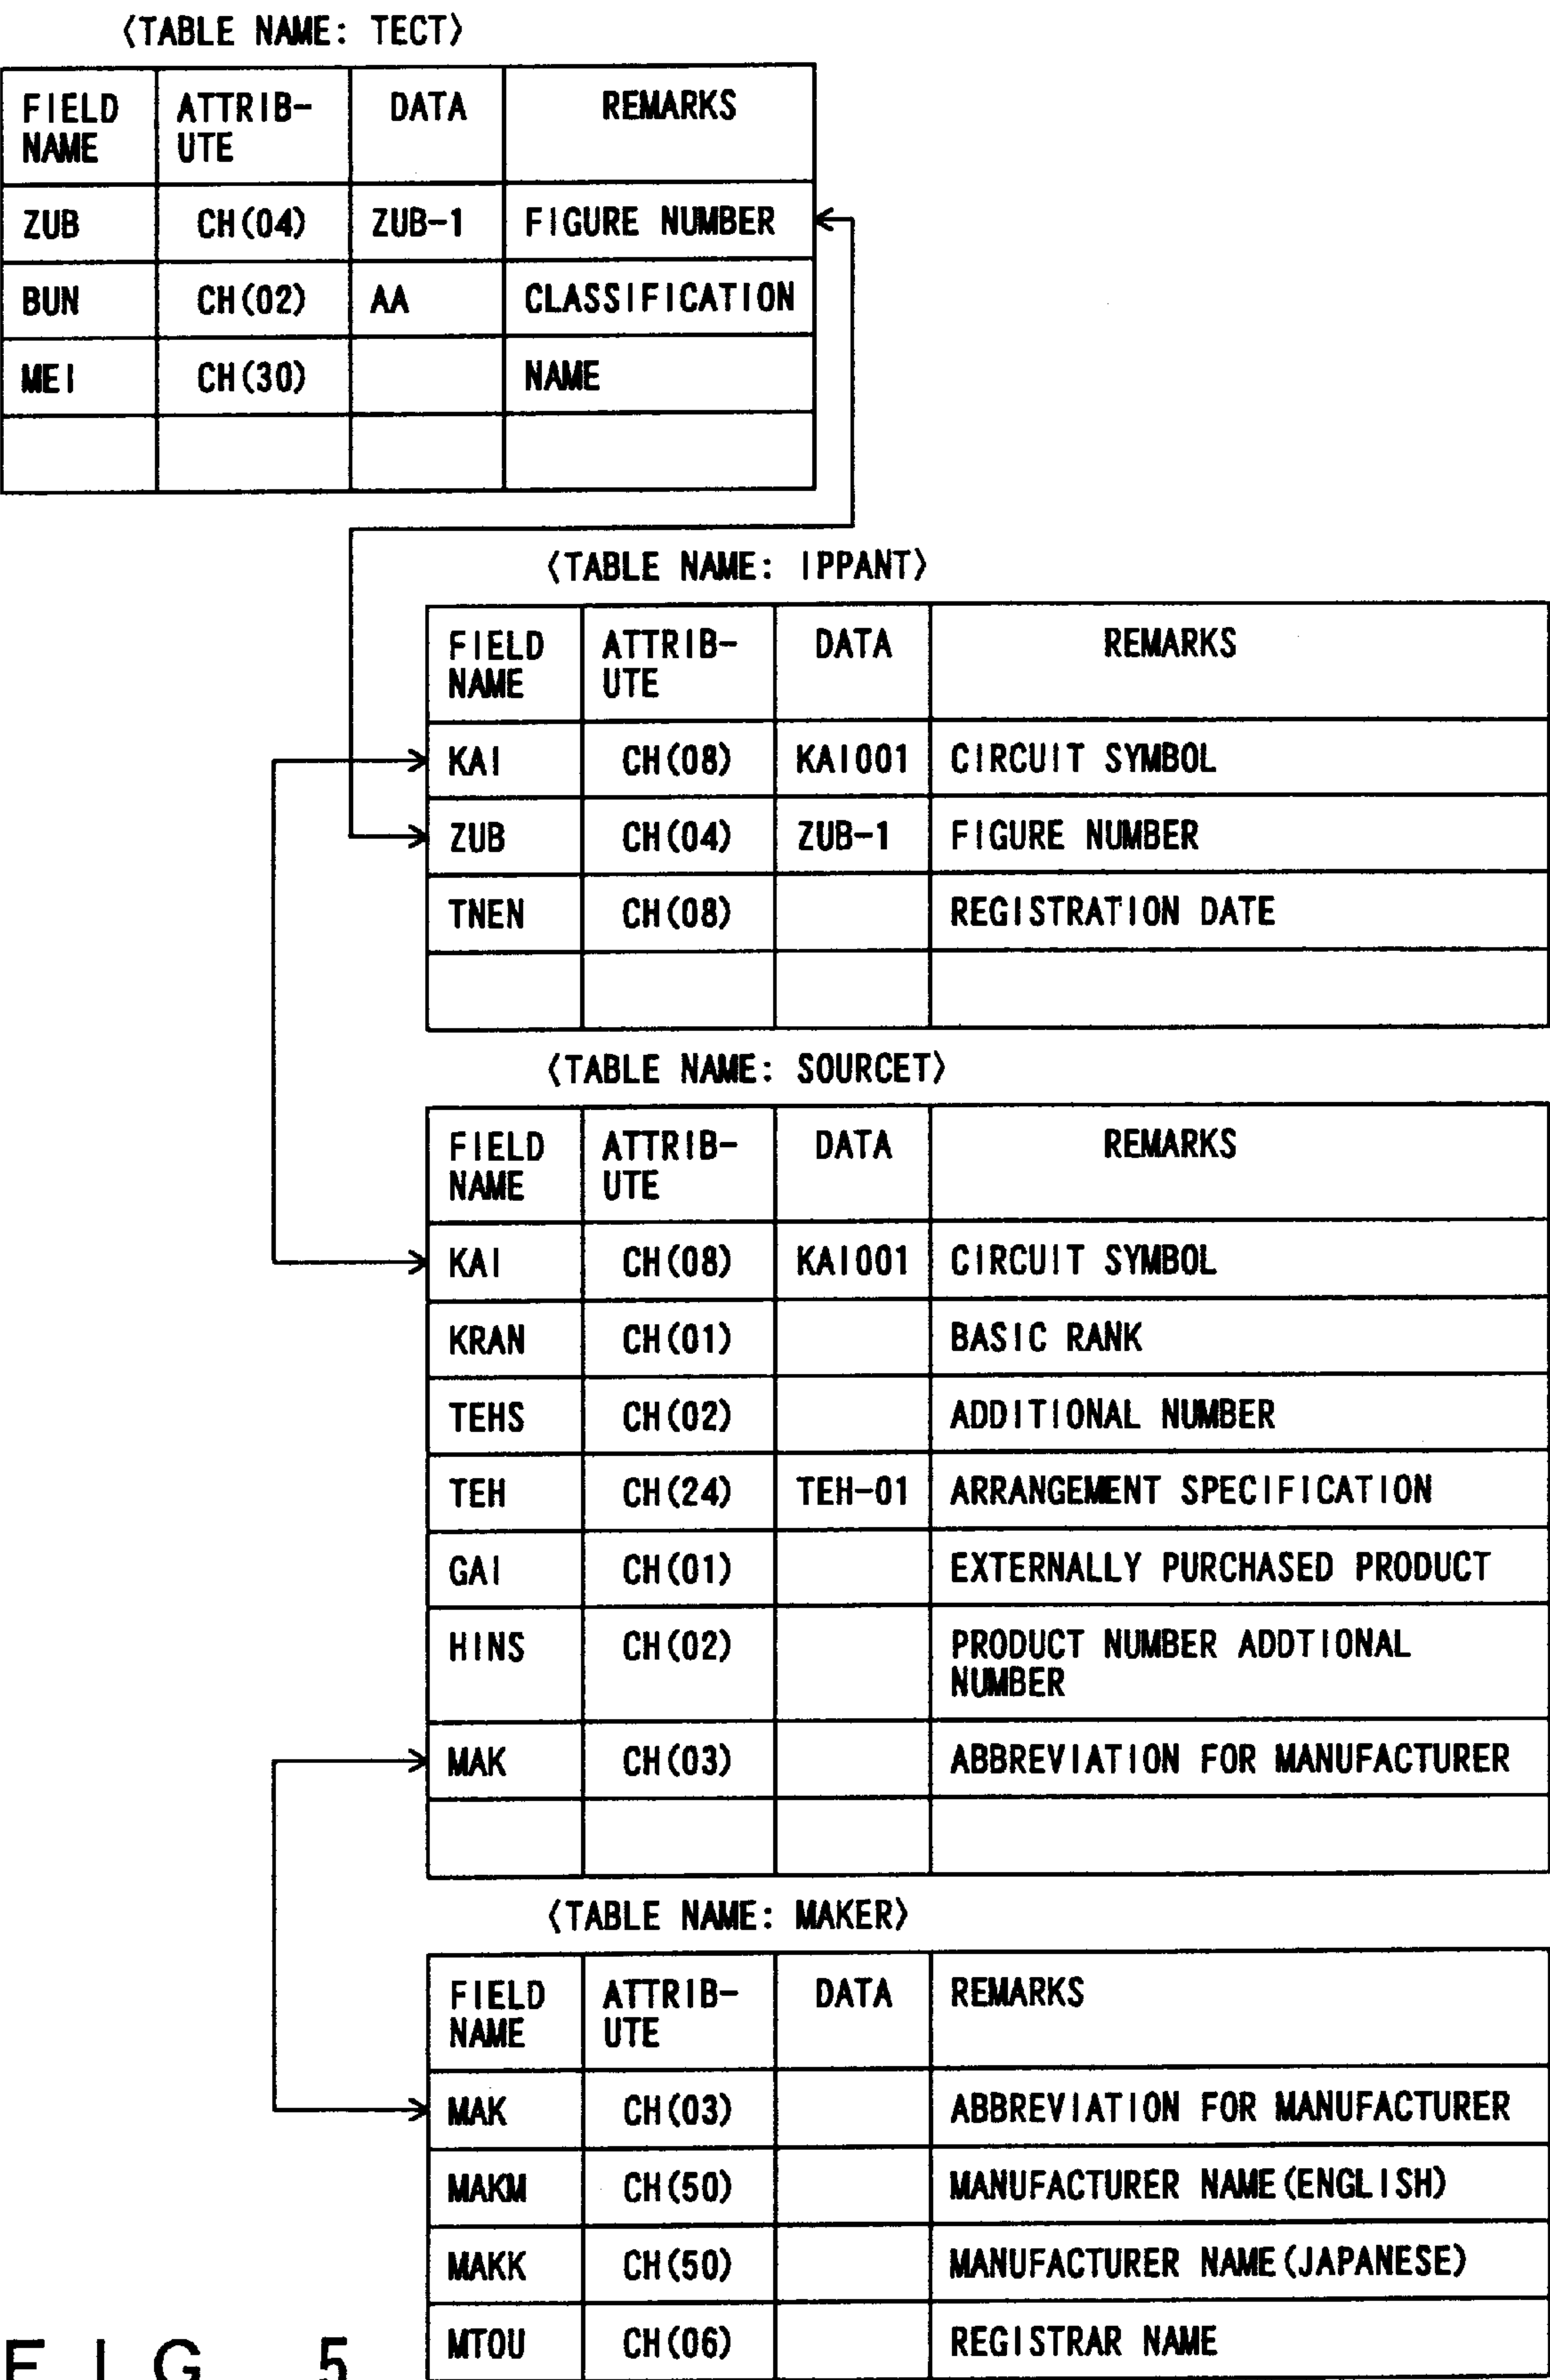 〈TABLE NAME: TECT〉
FIELD NAME ATTRIB-UTE DATA REMARKS
ZUB CH(04) ZUB-1 FIGURE NUMBER
BUN CH(02) AA CLASSIFICATION
MEI CH(30) NAME
〈TABLE NAME: IPPANT〉
FIELD NAME ATTRIB-UTE DATA REMARKS
KAI CH(08) KAI001 CIRCUIT SYMBOL
ZUB CH(04) ZUB-1 FIGURE NUMBER
TNEN CH(08) REGISTRATION DATE
〈TABLE NAME: SOURCET〉
FIELD NAME ATTRIB-UTE DATA REMARKS
KAI CH(08) KAI001 CIRCUIT SYMBOL
KRAN CH(01) BASIC RANK
TEHS CH(02) ADDITIONAL NUMBER
TEH CH(24) TEH-01 ARRANGEMENT SPECIFICATION
GAI CH(01) EXTERNALLY PURCHASED PRODUCT
HINS CH(02) PRODUCT NUMBER ADDTIONAL
NUMBER
MAK CH(03) ABBREVIATION FOR MANUFACTURER
〈TABLE NAME: MAKER〉
FIELD NAME ATTRIB-UTE DATA REMARKS
MAK CH(03) ABBREVIATION FOR MANUFACTURER
MAKM CH(50) MANUFACTURER NAME(ENGLISH)
MAKK CH(50) MANUFACTURER NAME(JAPANESE)
MTOU CH(06) REGISTRAR NAME
FIG. 5